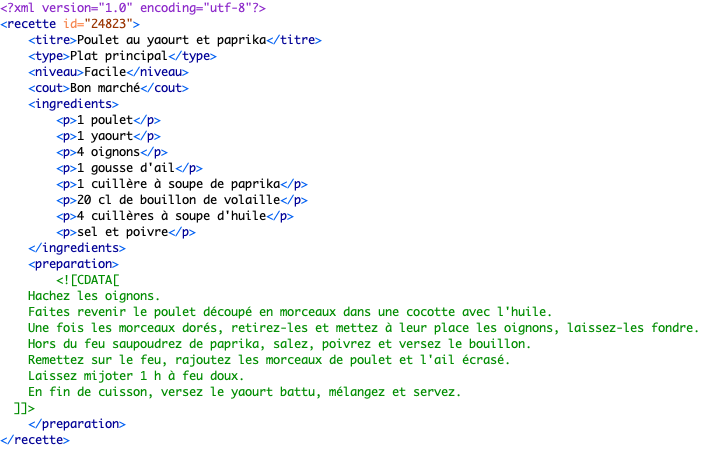 <?xml version="1.0" encoding="utf-8"?>
<recette id="24823">
    <titre>Poulet au yaourt et paprika</titre>
    <type>Plat principal</type>
    <niveau>Facile</niveau>
    <cout>Bon marché</cout>
    <ingredients>
        <p>1 poulet</p>
        <p>1 yaourt</p>
        <p>4 oignons</p>
        <p>1 gousse d'ail</p>
        <p>1 cuillère à soupe de paprika</p>
        <p>20 cl de bouillon de volaille</p>
        <p>4 cuillères à soupe d'huile</p>
        <p>sel et poivre</p>
    </ingredients>
    <preparation>
        <![CDATA[
    Hachez les oignons.
    Faites revenir le poulet découpé en morceaux dans une cocotte avec l'huile.
    Une fois les morceaux dorés, retirez-les et mettez à leur place les oignons, laissez-les fondre.
    Hors du feu saupoudrez de paprika, salez, poivrez et versez le bouillon.
    Remettez sur le feu, rajoutez les morceaux de poulet et l'ail écrasé.
    Laissez mijoter 1 h à feu doux.
    En fin de cuisson, versez le yaourt battu, mélangez et servez.
  ]]>
    </preparation>
</recette>